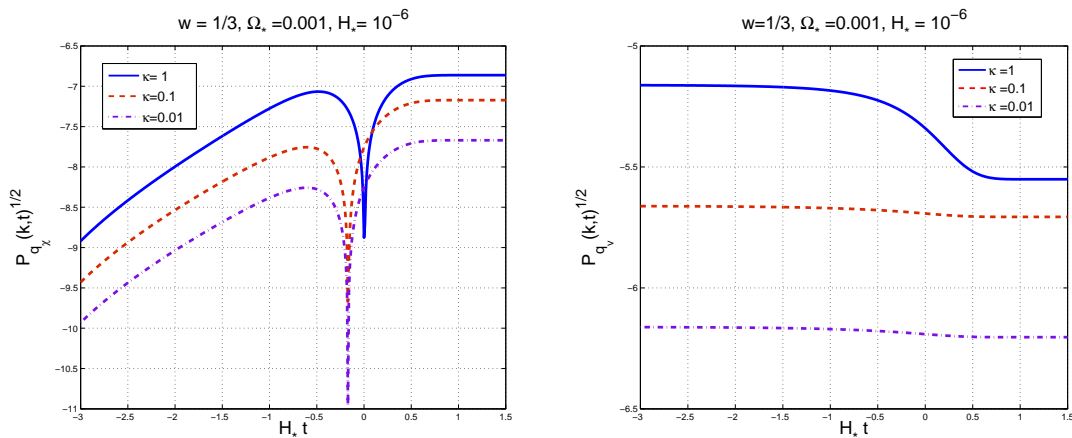 w = 1/3, Ω* =0.001, H*= 10^-6
-6.5
-7
-7.5
-8
-8.5
-9
-9.5
-10
-10.5
-11
P_qχ (k,t)^1/2
κ= 1
κ=0.1
κ=0.01
-3 -2.5 -2 -1.5 -1 -0.5 0 0.5 1 1.5
H* t
w=1/3, Ω* =0.001, H* = 10^-6
-5
-5.5
-6
-6.5
P_qv (k,t)^1/2
κ=1
κ=0.1
κ=0.01
-3 -2.5 -2 -1.5 -1 -0.5 0 0.5 1 1.5
H* t